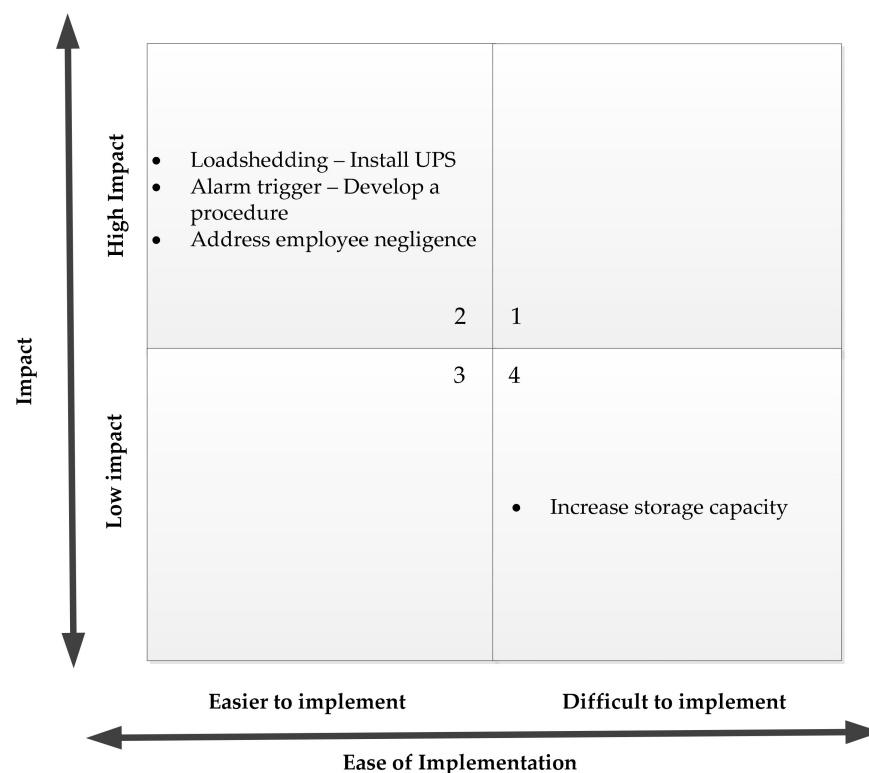 High Impact
• Loadshedding – Install UPS
• Alarm trigger – Develop a
procedure
• Address employee negligence
2
1
Impact
3
4
Low impact
• Increase storage capacity
Easier to implement
Difficult to implement
Ease of Implementation